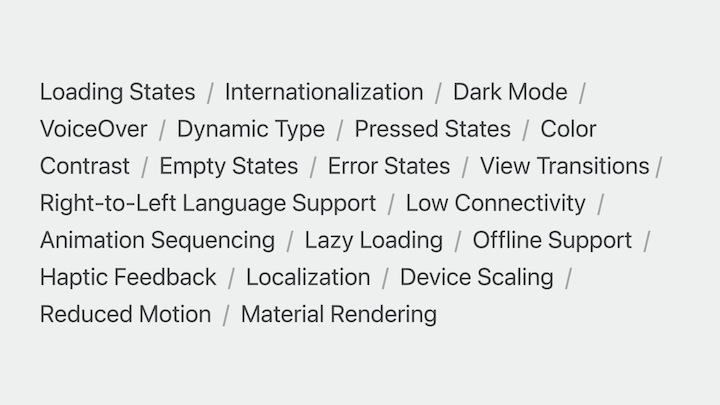 Loading States / Internationalization / Dark Mode /
VoiceOver / Dynamic Type / Pressed States / Color
Contrast / Empty States / Error States / View Transitions /
Right-to-Left Language Support / Low Connectivity /
Animation Sequencing / Lazy Loading / Offline Support /
Haptic Feedback / Localization / Device Scaling /
Reduced Motion / Material Rendering